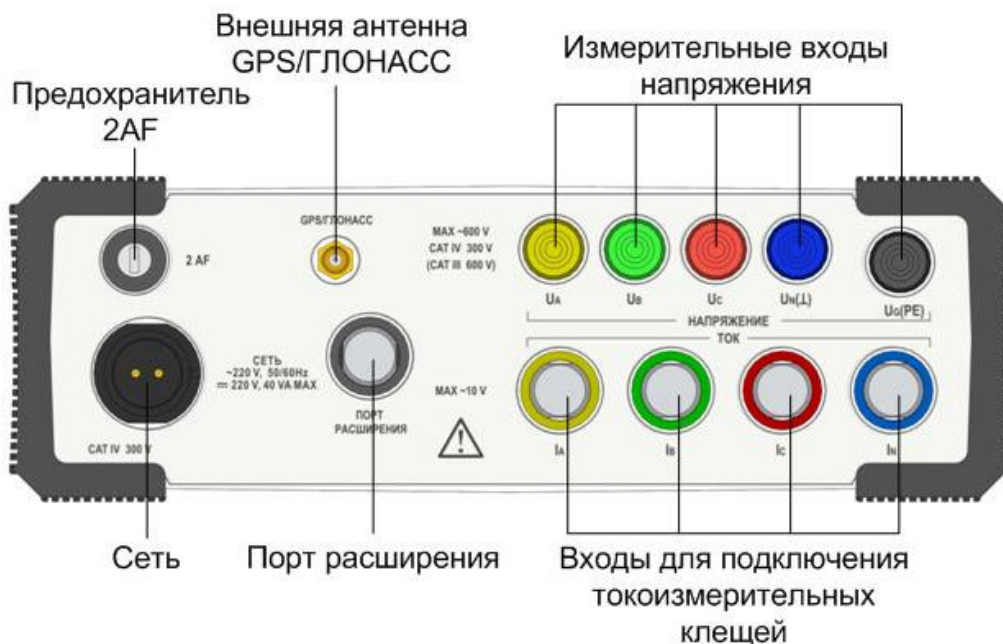 Внешняя антенна
GPS/ГЛОНАСС
Измерительные входы
напряжения
Предохранитель
2AF
GPS/ГЛОНАСС
2 AF
MAX ~600 V
CAT IV 300 V
(CAT III 600 V)
UA
UB
UC
UN(⊥)
UG(PE)
НАПРЯЖЕНИЕ
ТОК
СЕТЬ
~220 V, 50/60Hz
⎓ 220 V, 40 VA MAX
ПОРТ
РАСШИРЕНИЯ
MAX ~10 V
CAT IV 300 V
IA
IB
IC
IN
Сеть
Порт расширения
Входы для подключения
токоизмерительных
клещей